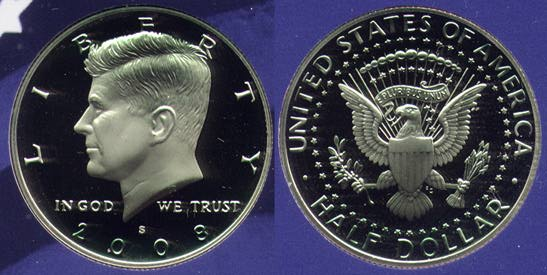 LIBERTY
IN GOD WE TRUST
S
2008
UNITED STATES OF AMERICA
E PLURIBUS UNUM
HALF DOLLAR